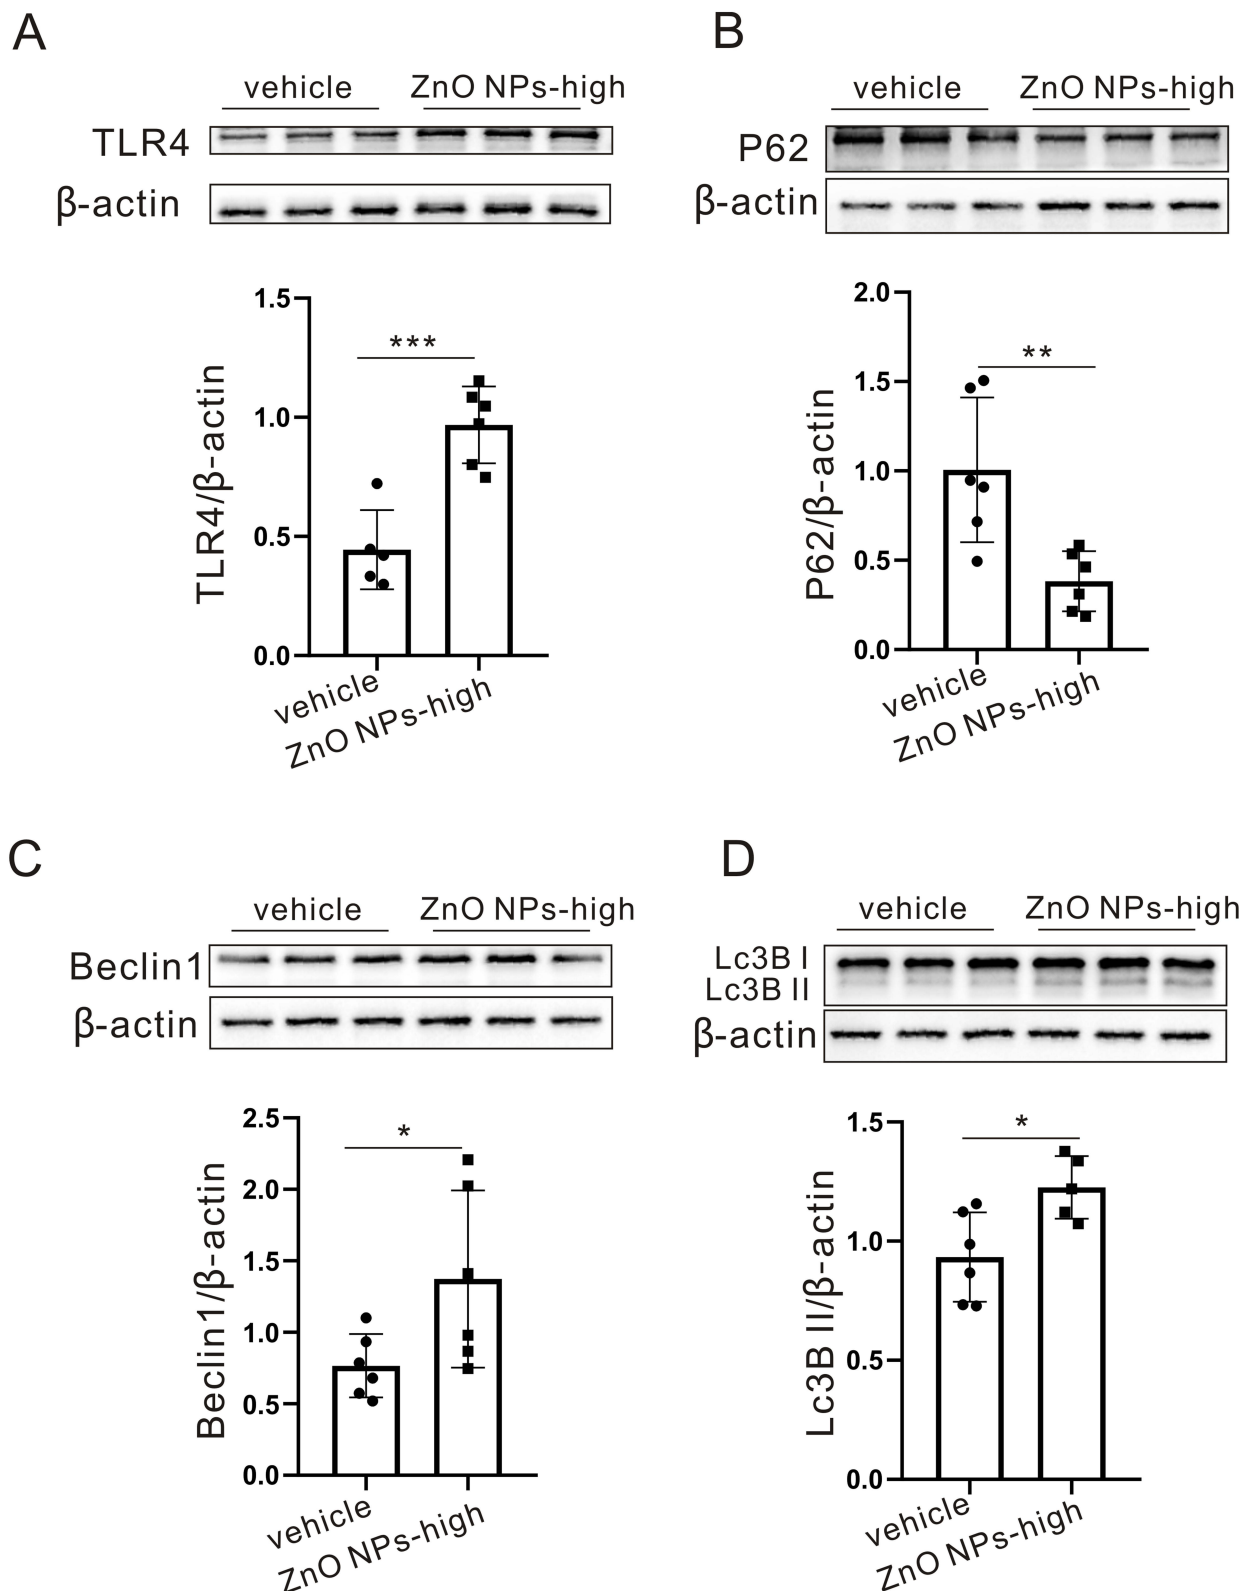 A
vehicle
ZnO NPs-high
TLR4
β-actin
1.5
1.0
0.5
0.0
TLR4/β-actin
***
vehicle
ZnO NPs-high
B
vehicle
ZnO NPs-high
P62
β-actin
2.0
1.5
1.0
0.5
0.0
P62/β-actin
**
vehicle
ZnO NPs-high
C
vehicle
ZnO NPs-high
Beclin1
β-actin
2.5
2.0
1.5
1.0
0.5
0.0
Beclin1/β-actin
*
vehicle
ZnO NPs-high
D
vehicle
ZnO NPs-high
Lc3B I
Lc3B II
β-actin
1.5
1.0
0.5
0.0
Lc3B II/β-actin
*
vehicle
ZnO NPs-high